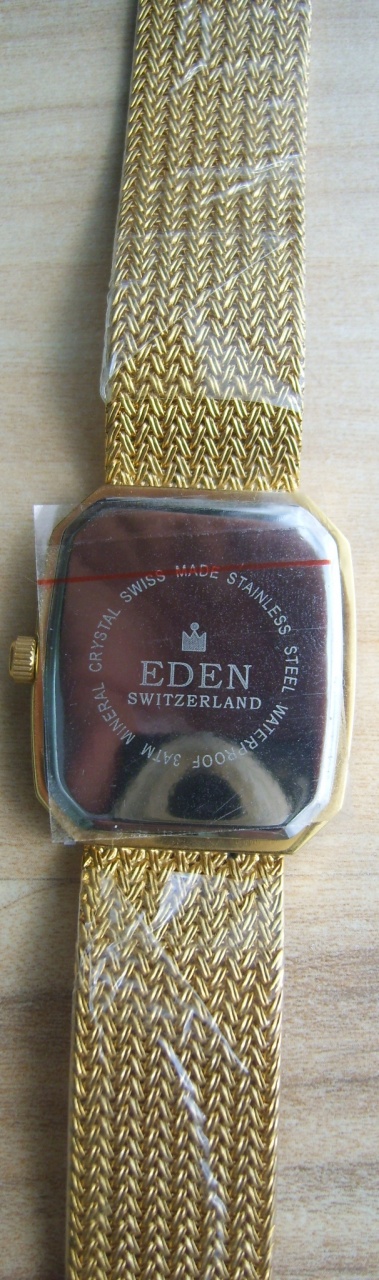 SWISS MADE STAINLESS STEEL WATERPROOF 3ATM MINERAL CRYSTAL
EDEN
SWITZERLAND